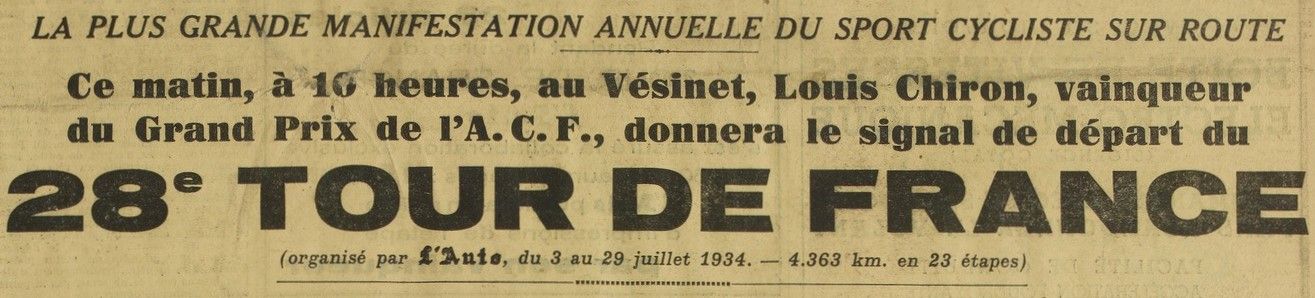 LA PLUS GRANDE MANIFESTATION ANNUELLE DU SPORT CYCLISTE SUR ROUTE
Ce matin, à 10 heures, au Vésinet, Louis Chiron, vainqueur
du Grand Prix de l'A.C.F., donnera le signal de départ du
28e TOUR DE FRANCE
(organisé par L'Auto, du 3 au 29 juillet 1934. — 4.363 km. en 23 étapes)